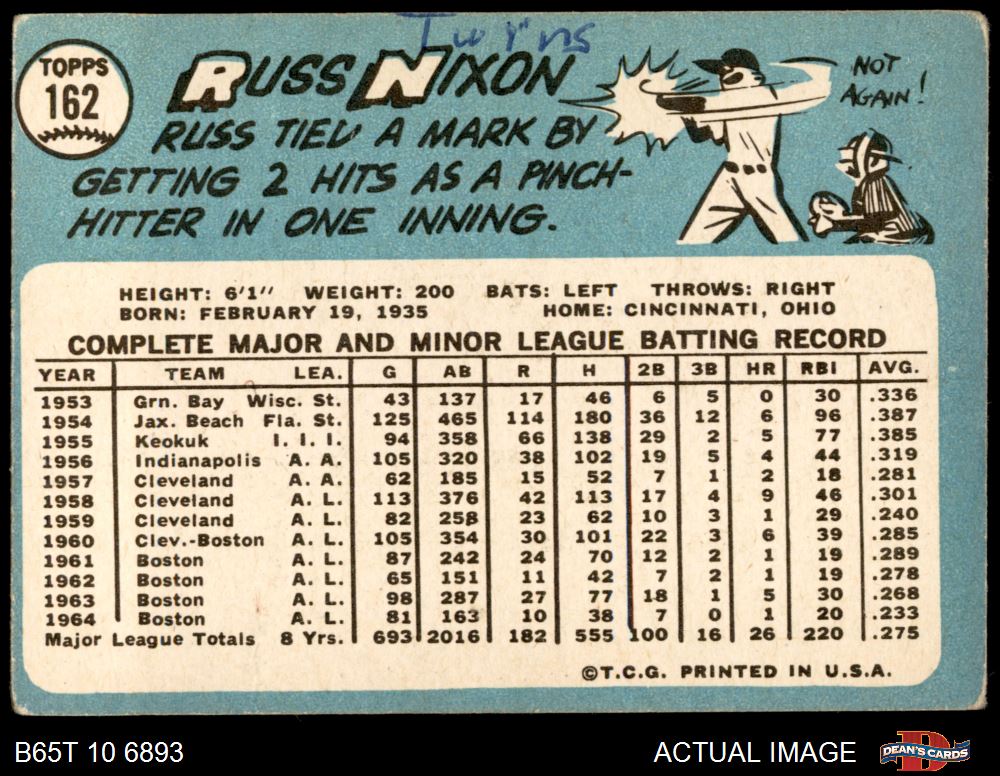 Twins
TOPPS
162
RUSS NIXON
RUSS TIED A MARK BY
GETTING 2 HITS AS A PINCH-
HITTER IN ONE INNING.
NOT
AGAIN!
HEIGHT: 6'1" WEIGHT: 200 BATS: LEFT THROWS: RIGHT
BORN: FEBRUARY 19, 1935 HOME: CINCINNATI, OHIO
COMPLETE MAJOR AND MINOR LEAGUE BATTING RECORD
YEAR TEAM LEA. G AB R H 2B 3B HR RBI AVG.
1953 Grn. Bay Wisc. St. 43 137 17 46 6 5 0 30 .336
1954 Jax. Beach Fla. St. 125 465 114 180 36 12 6 96 .387
1955 Keokuk I. I. I. 94 358 66 138 29 2 5 77 .385
1956 Indianapolis A. A. 105 320 38 102 19 5 4 44 .319
1957 Cleveland A. A. 62 185 15 52 7 1 2 18 .281
1958 Cleveland A. L. 113 376 42 113 17 4 9 46 .301
1959 Cleveland A. L. 82 258 23 62 10 3 1 29 .240
1960 Clev.-Boston A. L. 105 354 30 101 22 3 6 39 .285
1961 Boston A. L. 87 242 24 70 12 2 1 19 .289
1962 Boston A. L. 65 151 11 42 7 2 1 19 .278
1963 Boston A. L. 98 287 27 77 18 1 5 30 .268
1964 Boston A. L. 81 163 10 38 7 0 1 20 .233
Major League Totals 8 Yrs. 693 2016 182 555 100 16 26 220 .275
©T.C.G. PRINTED IN U.S.A.
B65T 10 6893
ACTUAL IMAGE
DEAN'S CARDS